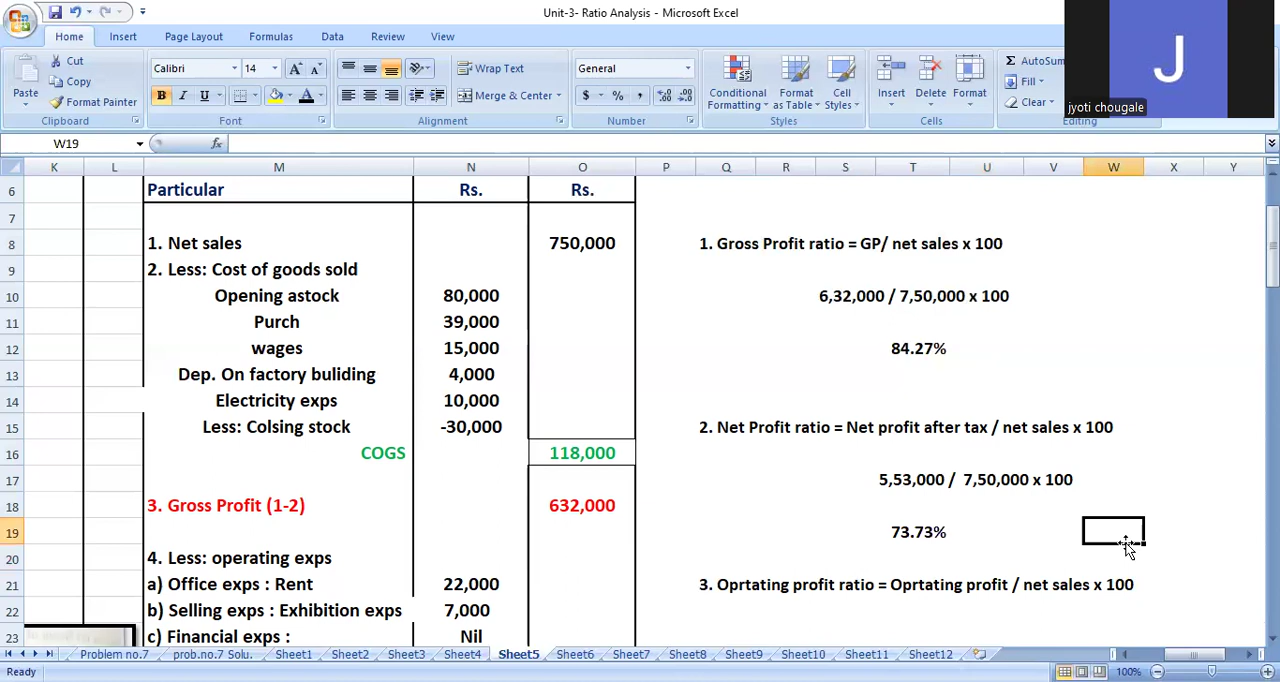 Unit-3- Ratio Analysis - Microsoft Excel
Home Insert Page Layout Formulas Data Review View
Paste Cut Copy Format Painter
Calibri 14
B I U A
Wrap Text
Merge & Center
General
$ % ,
Conditional Formatting Format as Table Cell Styles
Insert Delete Format
Σ AutoSum
Fill
Clear
Clipboard Font Alignment Number Styles Cells Editing
J
jyoti chougale
W19 fx
K L M N O P Q R S T U V W X Y
6 Particular Rs. Rs.
7
8 1. Net sales 750,000 1. Gross Profit ratio = GP/ net sales x 100
9 2. Less: Cost of goods sold
10 Opening astock 80,000 6,32,000 / 7,50,000 x 100
11 Purch 39,000
12 wages 15,000 84.27%
13 Dep. On factory buliding 4,000
14 Electricity exps 10,000
15 Less: Colsing stock -30,000 2. Net Profit ratio = Net profit after tax / net sales x 100
16 COGS 118,000
17 5,53,000 / 7,50,000 x 100
18 3. Gross Profit (1-2) 632,000
19 73.73%
20 4. Less: operating exps
21 a) Office exps : Rent 22,000 3. Oprtating profit ratio = Oprtating profit / net sales x 100
22 b) Selling exps : Exhibition exps 7,000
23 c) Financial exps : Nil
Problem no.7 prob.no.7 Solu. Sheet1 Sheet2 Sheet3 Sheet4 Sheet5 Sheet6 Sheet7 Sheet8 Sheet9 Sheet10 Sheet11 Sheet12
Ready 100%